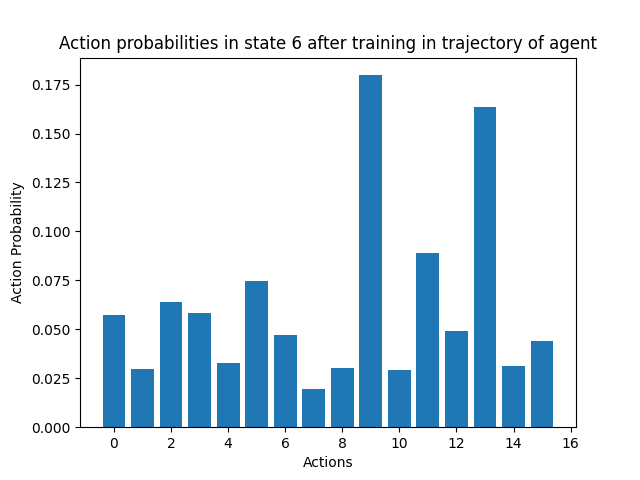 Action probabilities in state 6 after training in trajectory of agent
0.175
0.150
0.125
0.100
0.075
0.050
0.025
0.000
Action Probability
0 2 4 6 8 10 12 14 16
Actions